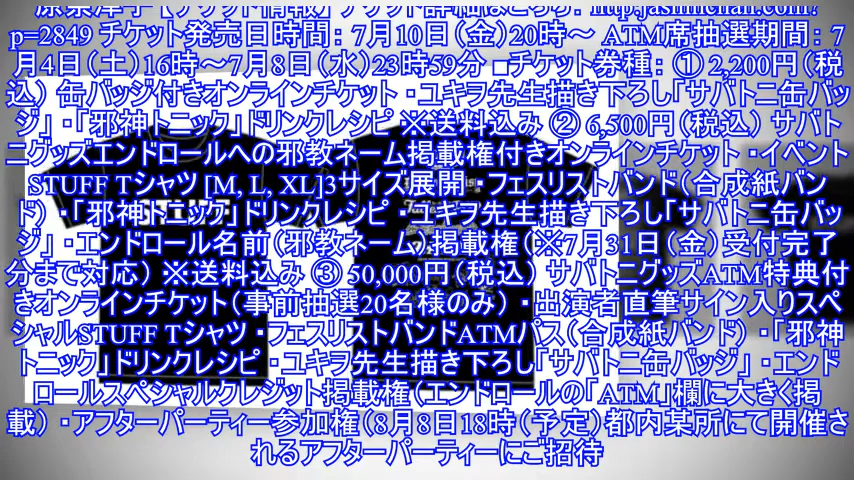 原桌洋子 【チケット情報】 チケット詳細はこちら： http:jashinchan.com?
p=2849 チケット発売日時間： 7月10日（金）20時～ ATM席抽選期間： 7
月4日（土）16時～7月8日（水）23時59分 ■チケット券種： ① 2,200円（税
込） 缶バッジ付きオンラインチケット ・ユキヲ先生描き下ろし「サバトニ缶バッ
ジ」 ・「邪神トニック」ドリンクレシピ ※送料込み ② 6,500円（税込） サバト
ニグッズエンドロールへの邪教ネーム掲載権付きオンラインチケット ・イベント
STUFF Tシャツ [M, L, XL]3サイズ展開 ・フェスリストバンド（合成紙バン
ド） ・「邪神トニック」ドリンクレシピ ・ユキヲ先生描き下ろし「サバトニ缶バッ
ジ」 ・エンドロール名前（邪教ネーム）掲載権（※7月31日（金）受付完了
分まで対応） ※送料込み ③ 50,000円（税込） サバトニグッズATM特典付
きオンラインチケット（事前抽選20名様のみ） ・出演者直筆サイン入りスペ
シャルSTUFF Tシャツ ・フェスリストバンドATMパス（合成紙バンド） ・「邪神
トニック」ドリンクレシピ ・ユキヲ先生描き下ろし「サバトニ缶バッジ」 ・エンド
ロールスペシャルクレジット掲載権（エンドロールの「ATM」欄に大きく掲
載） ・アフターパーティー参加権（8月8日18時（予定）都内某所にて開催さ
れるアフターパーティーにご招待